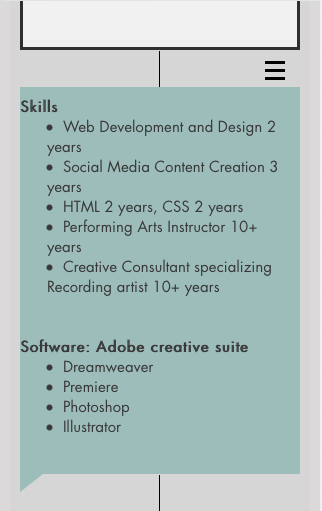 Skills
• Web Development and Design 2
years
• Social Media Content Creation 3
years
• HTML 2 years, CSS 2 years
• Performing Arts Instructor 10+
years
• Creative Consultant specializing
Recording artist 10+ years
Software: Adobe creative suite
• Dreamweaver
• Premiere
• Photoshop
• Illustrator